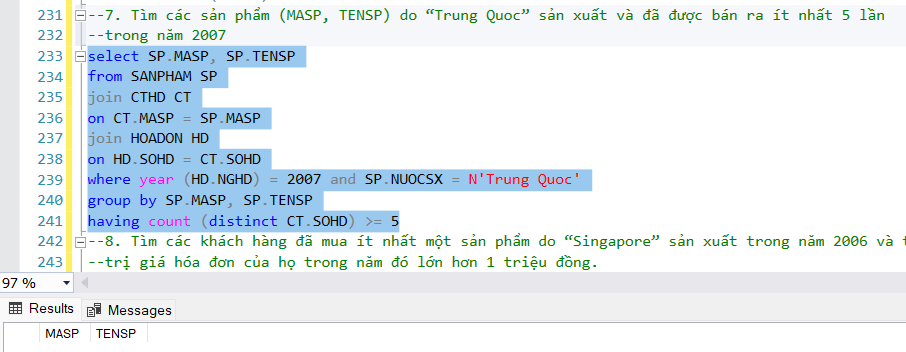 231 --7. Tìm các sản phẩm (MASP, TENSP) do “Trung Quoc” sản xuất và đã được bán ra ít nhất 5 lần
232 --trong năm 2007
233 select SP.MASP, SP.TENSP
234 from SANPHAM SP
235 join CTHD CT
236 on CT.MASP = SP.MASP
237 join HOADON HD
238 on HD.SOHD = CT.SOHD
239 where year (HD.NGHD) = 2007 and SP.NUOCSX = N'Trung Quoc'
240 group by SP.MASP, SP.TENSP
241 having count (distinct CT.SOHD) >= 5
242 --8. Tìm các khách hàng đã mua ít nhất một sản phẩm do “Singapore” sản xuất trong năm 2006 và
243 --trị giá hóa đơn của họ trong năm đó lớn hơn 1 triệu đồng.
97 %
Results Messages
MASP TENSP